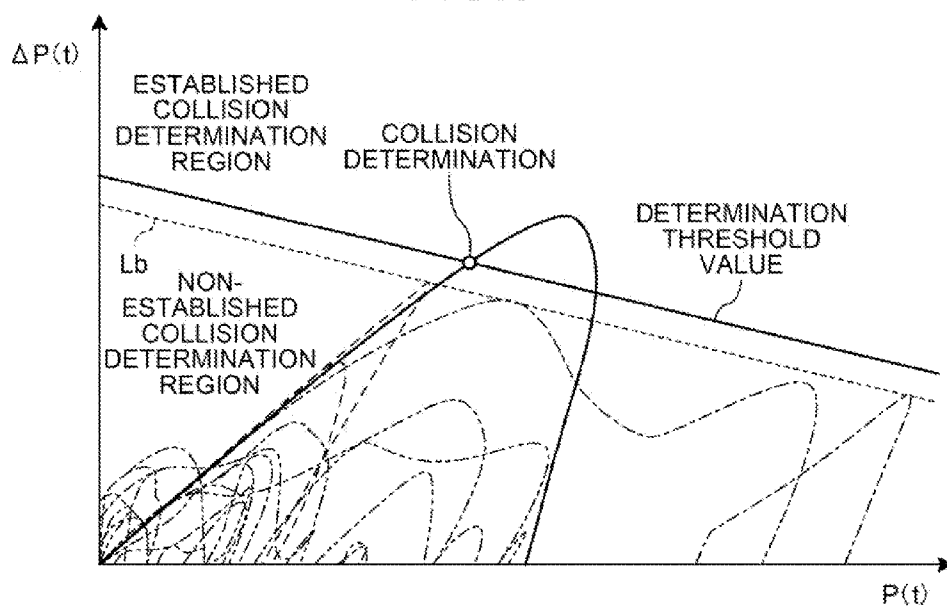 ΔP(t)
ESTABLISHED
COLLISION
DETERMINATION
REGION
COLLISION
DETERMINATION
DETERMINATION
THRESHOLD
VALUE
Lb
NON-
ESTABLISHED
COLLISION
DETERMINATION
REGION
P(t)